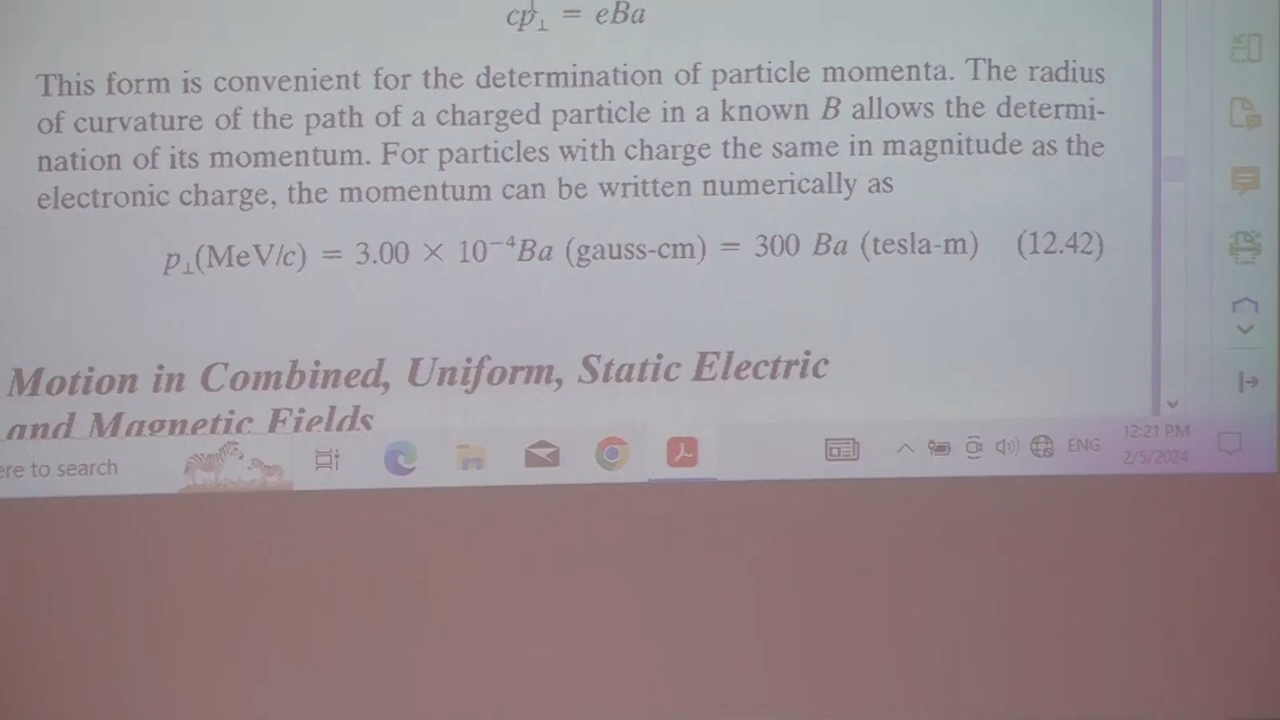 cp⊥ = eBa
This form is convenient for the determination of particle momenta. The radius
of curvature of the path of a charged particle in a known B allows the determi-
nation of its momentum. For particles with charge the same in magnitude as the
electronic charge, the momentum can be written numerically as
p⊥(MeV/c) = 3.00 × 10⁻⁴Ba (gauss-cm) = 300 Ba (tesla-m) (12.42)
Motion in Combined, Uniform, Static Electric
and Magnetic Fields
ere to search
ENG
12:21 PM
2/5/2024